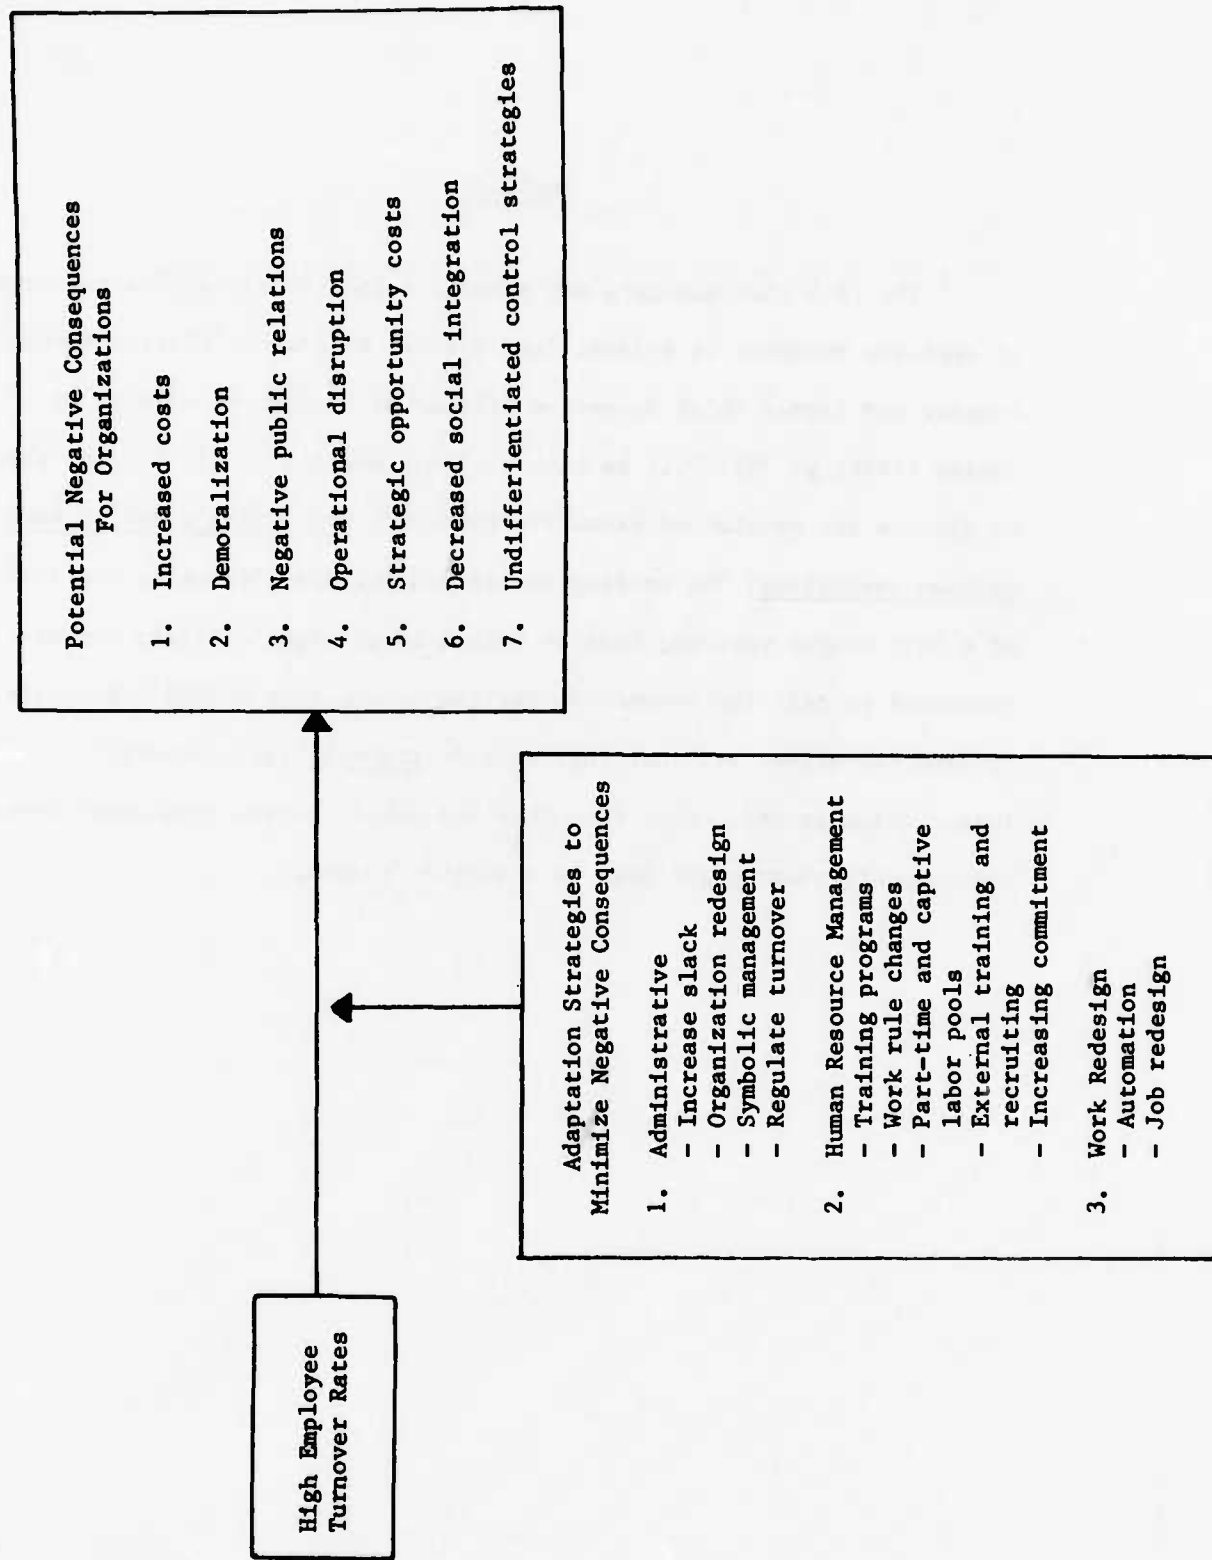 High Employee
Turnover Rates
Potential Negative Consequences
For Organizations
1. Increased costs
2. Demoralization
3. Negative public relations
4. Operational disruption
5. Strategic opportunity costs
6. Decreased social integration
7. Undifferientiated control strategies
Adaptation Strategies to
Minimize Negative Consequences
1. Administrative
- Increase slack
- Organization redesign
- Symbolic management
- Regulate turnover
2. Human Resource Management
- Training programs
- Work rule changes
- Part-time and captive
labor pools
- External training and
recruiting
- Increasing commitment
3. Work Redesign
- Automation
- Job redesign